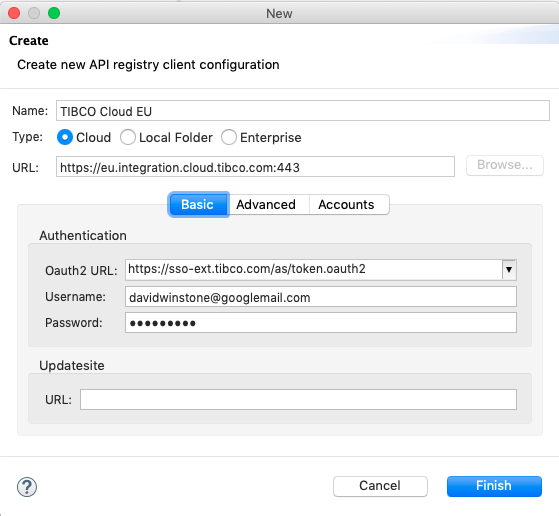 New
Create
Create new API registry client configuration
Name: TIBCO Cloud EU
Type: Cloud Local Folder Enterprise
URL: https://eu.integration.cloud.tibco.com:443 Browse...
Basic Advanced Accounts
Authentication
Oauth2 URL: https://sso-ext.tibco.com/as/token.oauth2
Username: davidwinstone@googlemail.com
Password: ●●●●●●●●●
Updatesite
URL:
? Cancel Finish